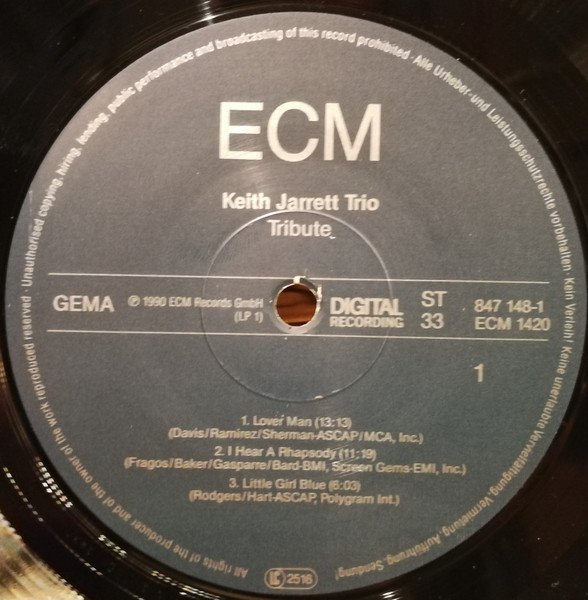 ECM
Keith Jarrett Trio
Tribute
GEMA
℗ 1990 ECM Records GmbH
(LP 1)
DIGITAL
RECORDING
ST
33
847 148-1
ECM 1420
1
1. Lover Man (13:13)
(Davis/Ramirez/Sherman-ASCAP/MCA, Inc.)
2. I Hear A Rhapsody (11:19)
(Fragos/Baker/Gasparre/Bard-BMI, Screen Gems-EMI, Inc.)
3. Little Girl Blue (6:03)
(Rodgers/Hart-ASCAP, Polygram Int.)
All rights of the producer and of the owner of the work reproduced reserved · Unauthorised copying, hiring, lending, public performance and broadcasting of this record prohibited · Alle Urheber- und Leistungsschutzrechte vorbehalten · Kein Verleih! Keine unerlaubte Vervielfältigung, Vermietung, Aufführung, Sendung!
LC 2516